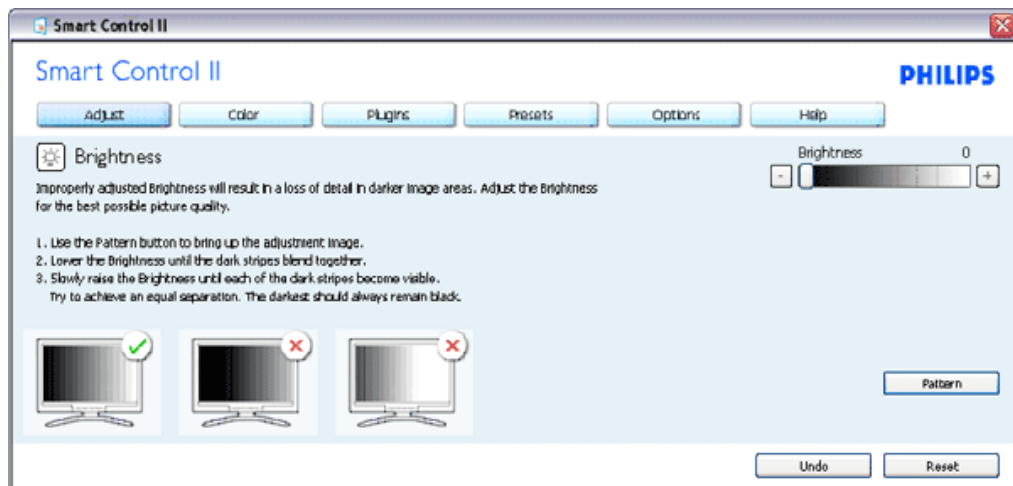 Smart Control II
Smart Control II
PHILIPS
Adjust Color Plugins Presets Options Help
Brightness
Brightness 0
Improperly adjusted Brightness will result in a loss of detail in darker image areas. Adjust the Brightness
for the best possible picture quality.
- +
1. Use the Pattern button to bring up the adjustment image.
2. Lower the Brightness until the dark stripes blend together.
3. Slowly raise the Brightness until each of the dark stripes become visible.
Try to achieve an equal separation. The darkest should always remain black.
Pattern
Undo Reset